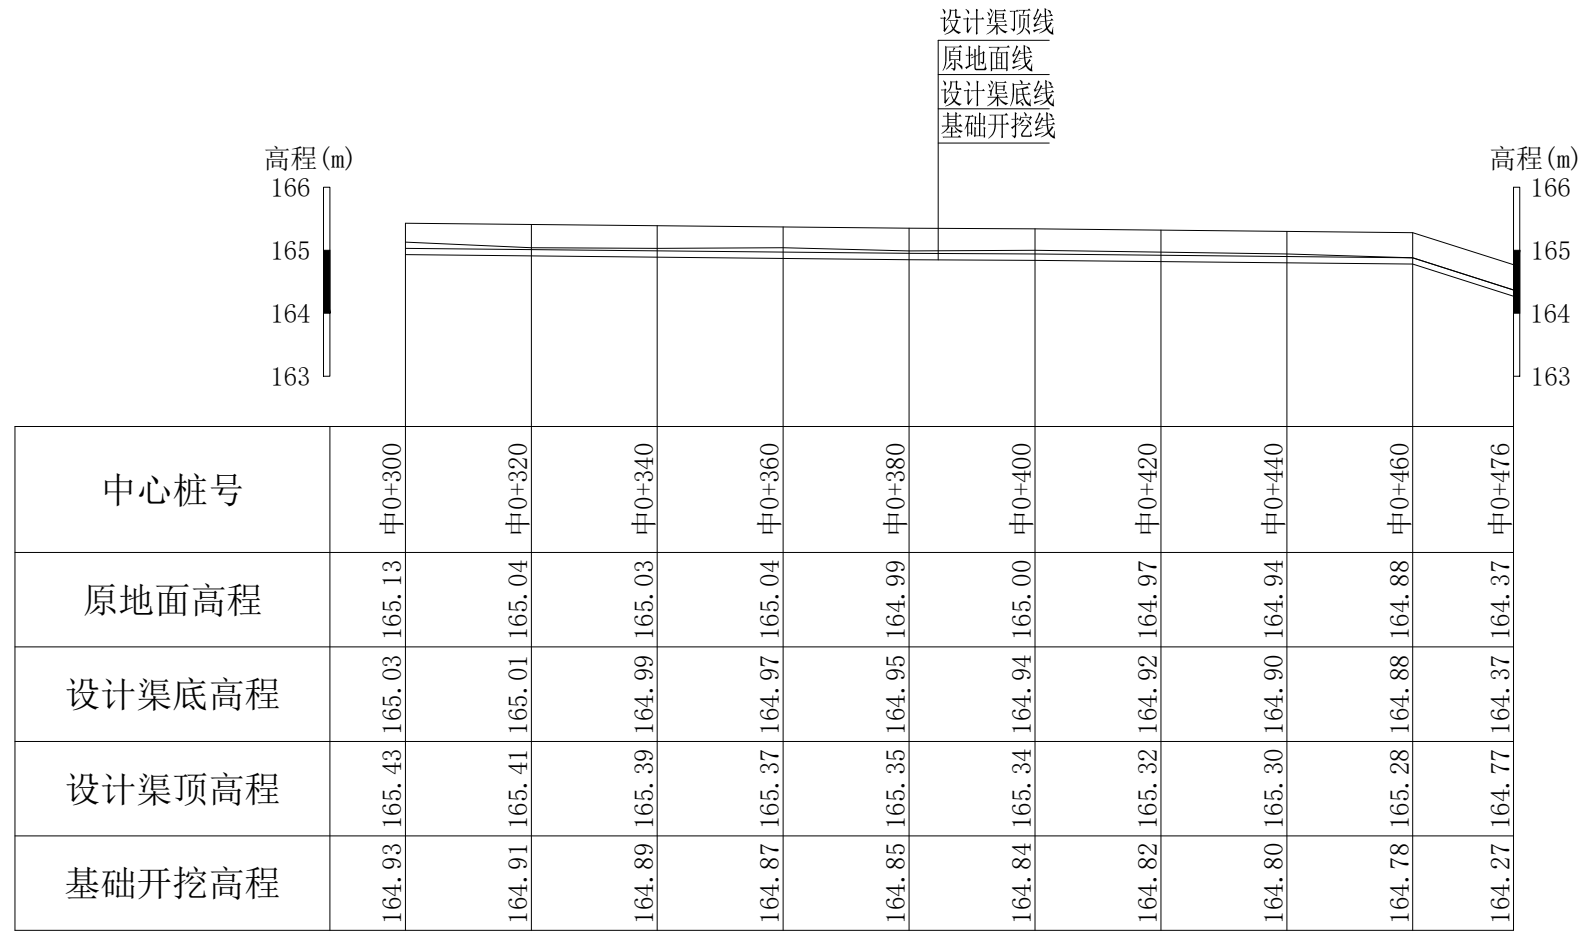 设计渠顶线
原地面线
设计渠底线
基础开挖线
高程(m)
166
165
164
163
高程(m)
166
165
164
163
中心桩号 中0+300 中0+320 中0+340 中0+360 中0+380 中0+400 中0+420 中0+440 中0+460 中0+476
原地面高程 165.13 165.04 165.03 165.04 164.99 165.00 164.97 164.94 164.88 164.37
设计渠底高程 165.03 165.01 164.99 164.97 164.95 164.94 164.92 164.90 164.88 164.37
设计渠顶高程 165.43 165.41 165.39 165.37 165.35 165.34 165.32 165.30 165.28 164.77
基础开挖高程 164.93 164.91 164.89 164.87 164.85 164.84 164.82 164.80 164.78 164.27